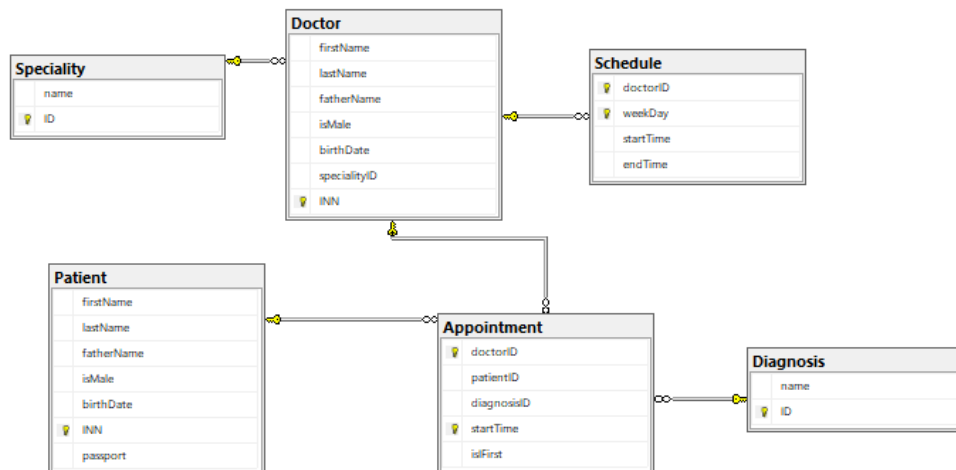 Doctor
firstName
lastName
fatherName
isMale
birthDate
specialityID
INN
Speciality
name
ID
Schedule
doctorID
weekDay
startTime
endTime
Patient
firstName
lastName
fatherName
isMale
birthDate
INN
passport
Appointment
doctorID
patientID
diagnosisID
startTime
isIFirst
Diagnosis
name
ID